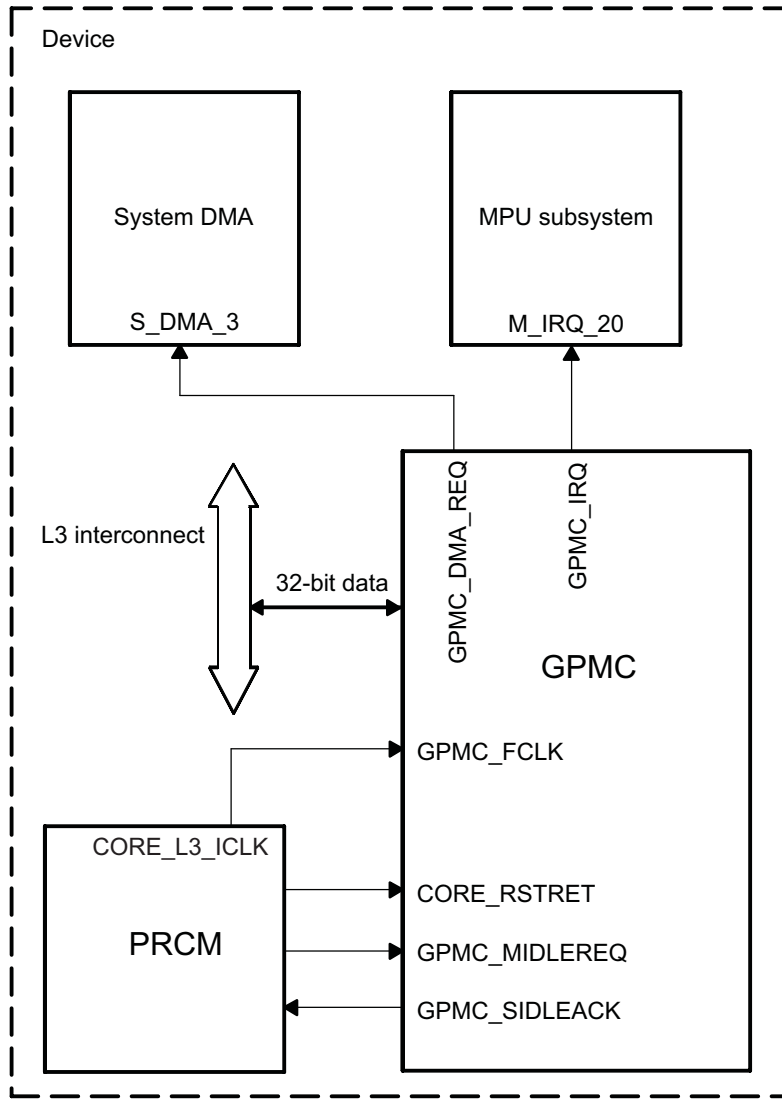 Device
System DMA
MPU subsystem
S_DMA_3
M_IRQ_20
GPMC_DMA_REQ
GPMC_IRQ
L3 interconnect
32-bit data
GPMC
GPMC_FCLK
CORE_L3_ICLK
CORE_RSTRET
PRCM
GPMC_MIDLEREQ
GPMC_SIDLEACK